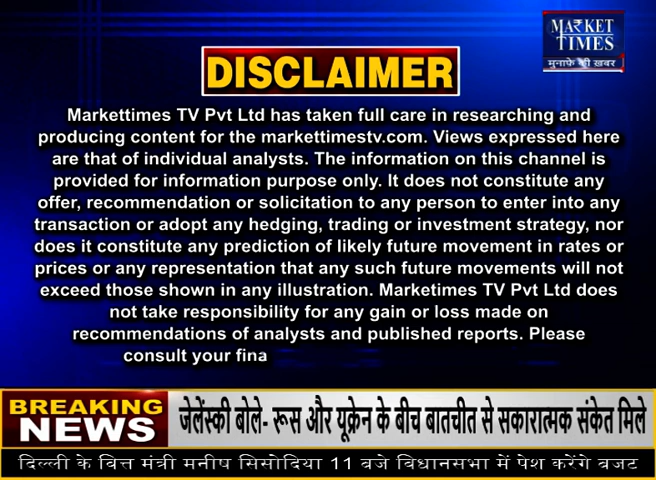 MARKET
TIMES
मुनाफे की ख़बर
DISCLAIMER
Markettimes TV Pvt Ltd has taken full care in researching and
producing content for the markettimestv.com. Views expressed here
are that of individual analysts. The information on this channel is
provided for information purpose only. It does not constitute any
offer, recommendation or solicitation to any person to enter into any
transaction or adopt any hedging, trading or investment strategy, nor
does it constitute any prediction of likely future movement in rates or
prices or any representation that any such future movements will not
exceed those shown in any illustration. Marketimes TV Pvt Ltd does
not take responsibility for any gain or loss made on
recommendations of analysts and published reports. Please
consult your fina
BREAKING
NEWS
जेलेंस्की बोले- रूस और यूक्रेन के बीच बातचीत से सकारात्मक संकेत मिले
दिल्ली के वित्त मंत्री मनीष सिसोदिया 11 बजे विधानसभा में पेश करेंगे बजट